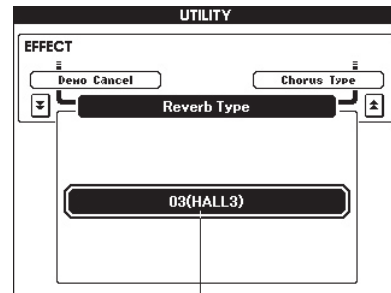 UTILITY
EFFECT
Demo Cancel
Chorus Type
Reverb Type
03(HALL3)